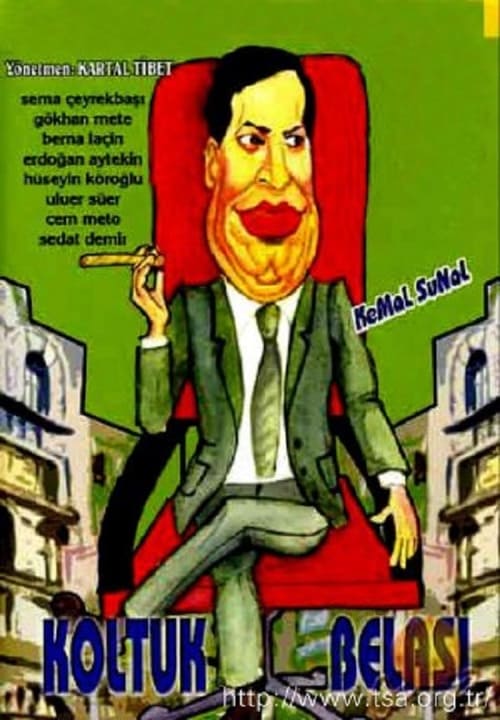 Yönetmen: KARTAL TİBET
sema çeyrekbaşı
gökhan mete
berna laçin
erdoğan aytekin
hüseyin köroğlu
uluer süer
cem meto
sedat demir
KeMaL SuNaL
KOLTUK BELASI
http://www.tsa.org.tr/